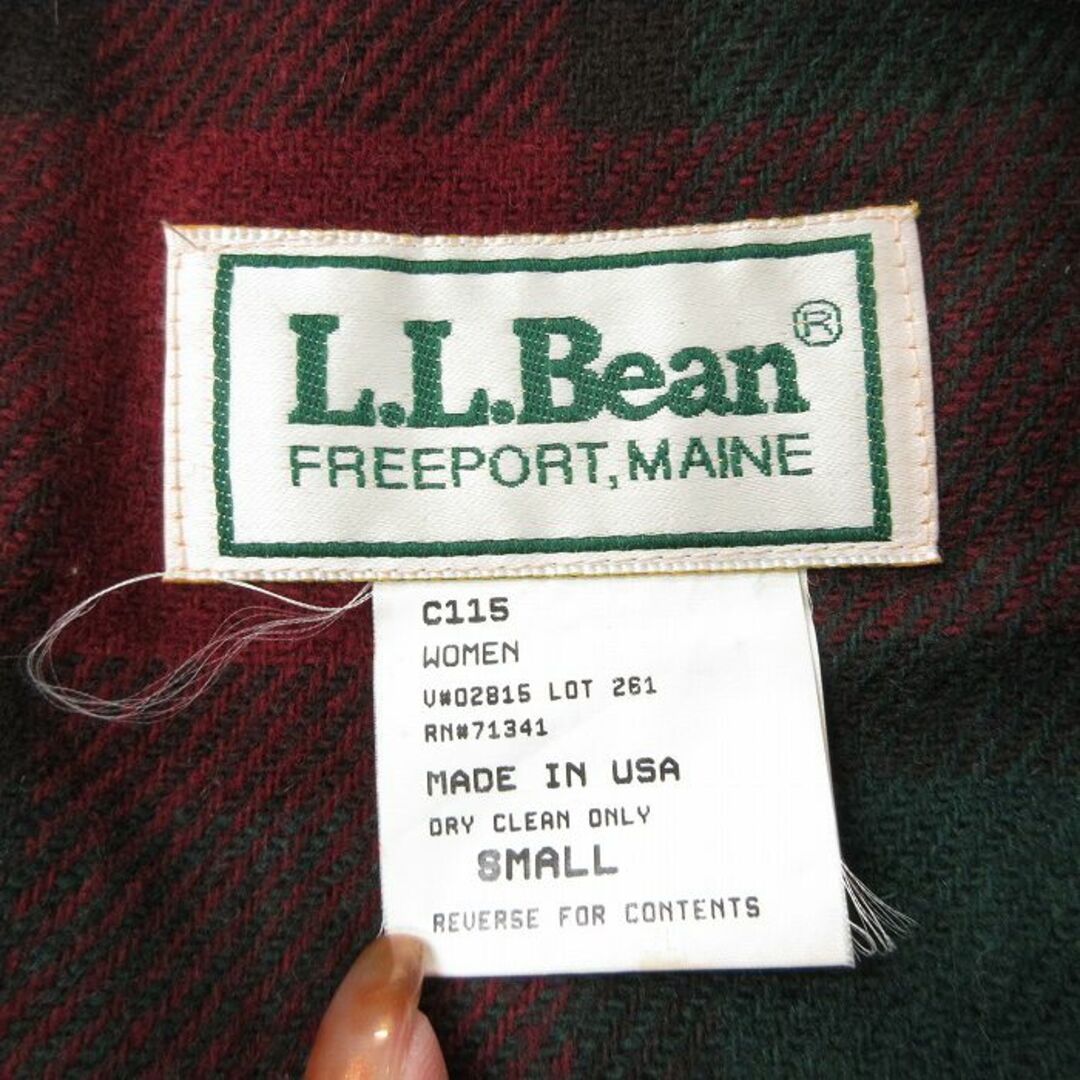 L.L.Bean®
FREEPORT, MAINE
C115
WOMEN
V#02815 LOT 261
RN#71341
MADE IN USA
DRY CLEAN ONLY
SMALL
REVERSE FOR CONTENTS